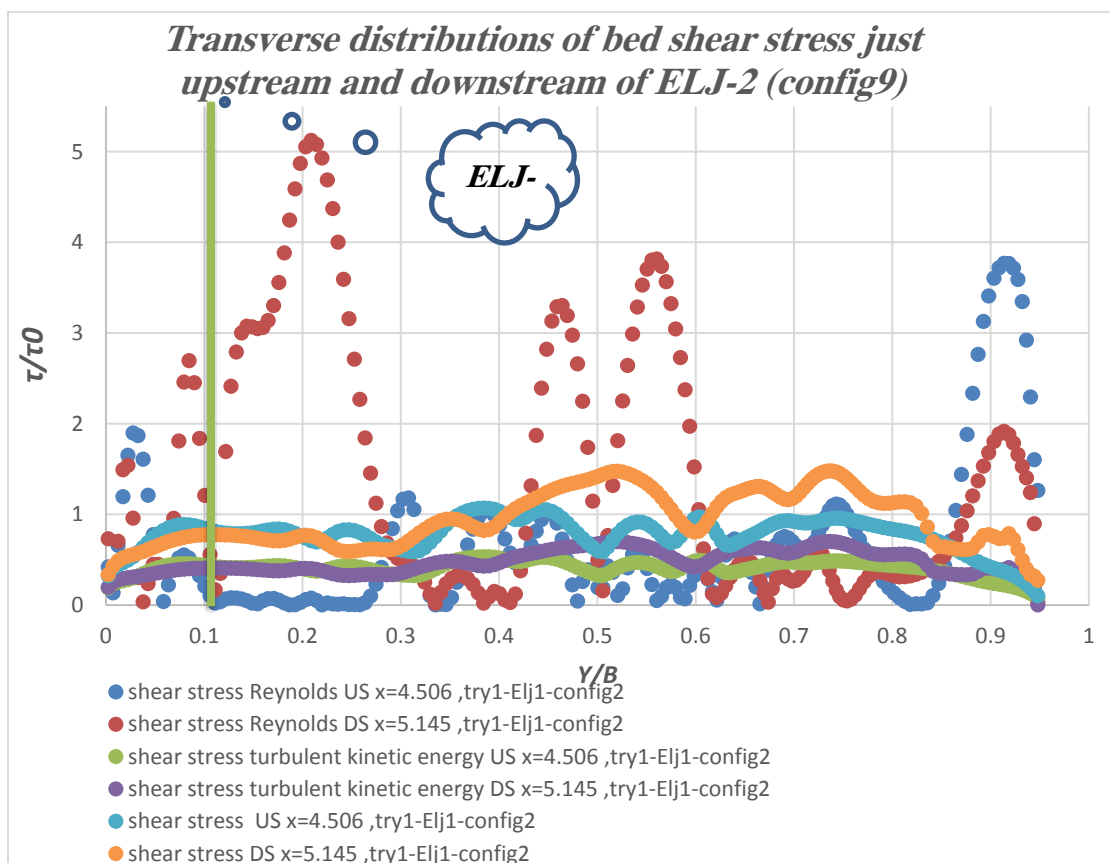 Transverse distributions of bed shear stress just
upstream and downstream of ELJ-2 (config9)
ELJ-
5
4
3
2
1
0
τ/τ0
0 0.1 0.2 0.3 0.4 0.5 0.6 0.7 0.8 0.9 1
Y/B
shear stress Reynolds US x=4.506 ,try1-Elj1-config2
shear stress Reynolds DS x=5.145 ,try1-Elj1-config2
shear stress turbulent kinetic energy US x=4.506 ,try1-Elj1-config2
shear stress turbulent kinetic energy DS x=5.145 ,try1-Elj1-config2
shear stress  US x=4.506 ,try1-Elj1-config2
shear stress DS x=5.145 ,try1-Elj1-config2